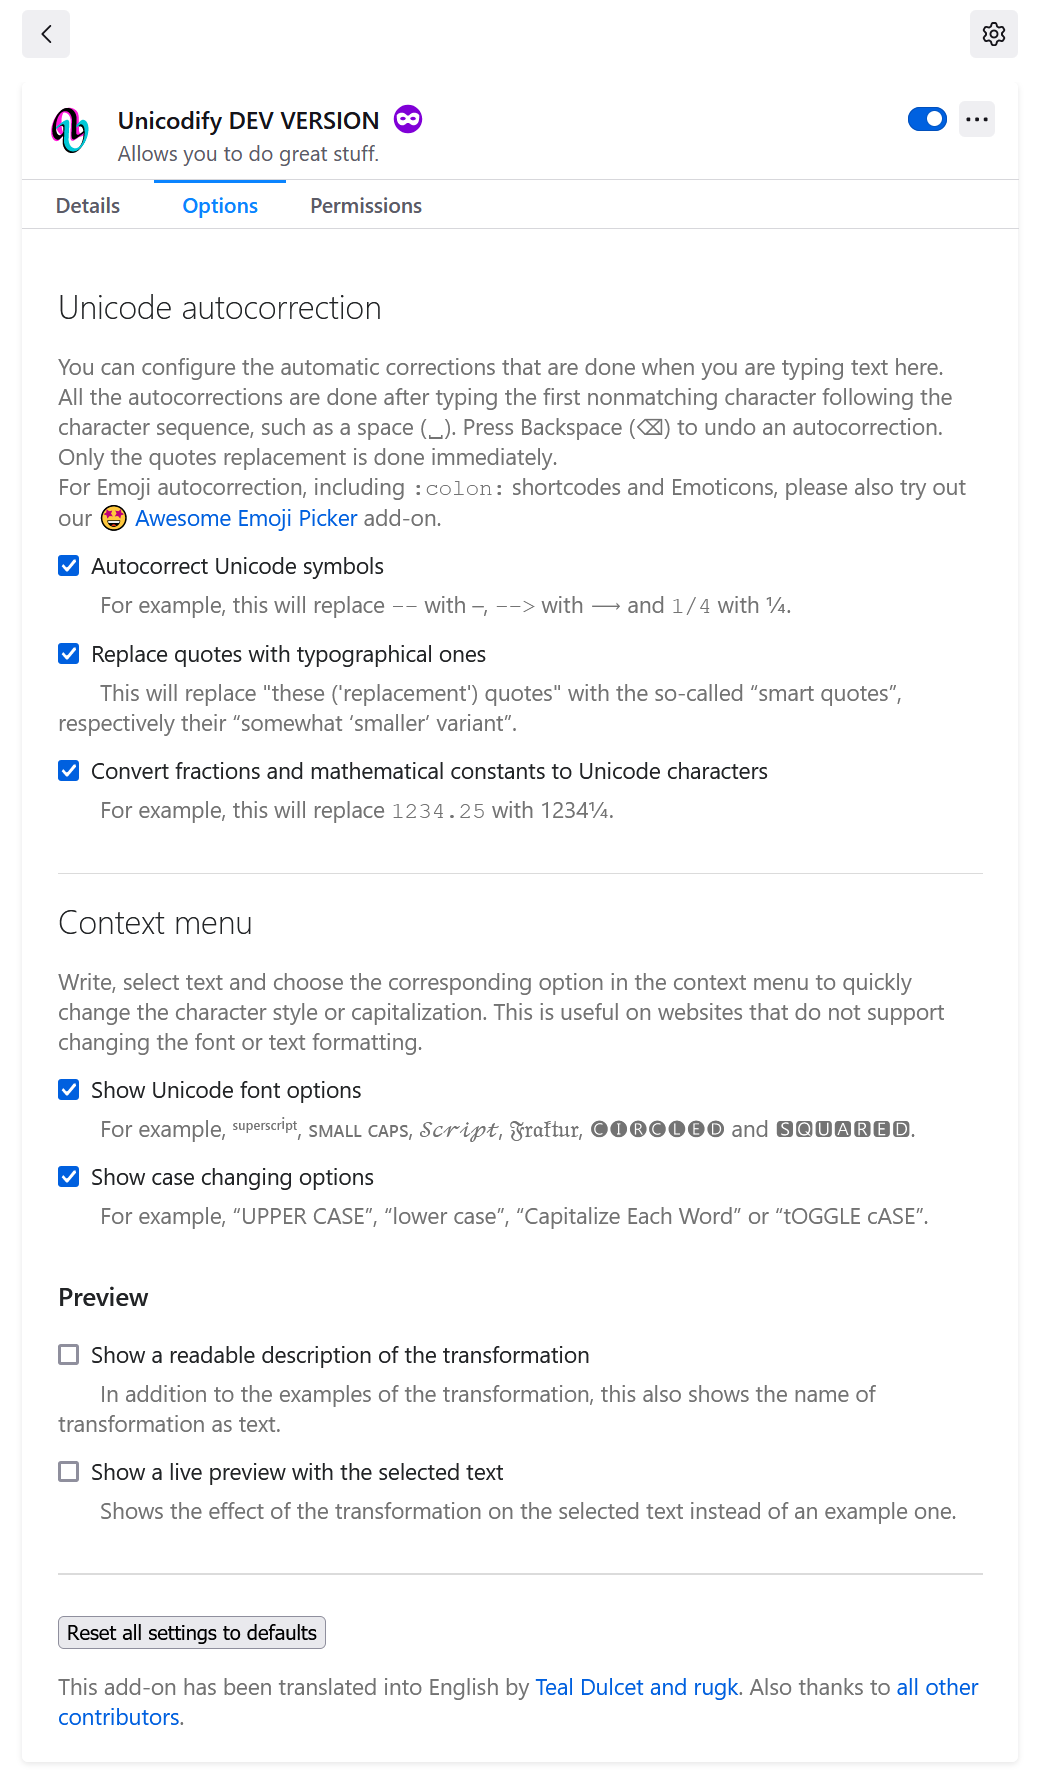 Unicodify DEV VERSION
Allows you to do great stuff.
Details Options Permissions
Unicode autocorrection
You can configure the automatic corrections that are done when you are typing text here.
All the autocorrections are done after typing the first nonmatching character following the
character sequence, such as a space (␣). Press Backspace (⌫) to undo an autocorrection.
Only the quotes replacement is done immediately.
For Emoji autocorrection, including :colon: shortcodes and Emoticons, please also try out
our 🤩 Awesome Emoji Picker add-on.
Autocorrect Unicode symbols
For example, this will replace -- with –, --> with ⟶ and 1/4 with ¼.
Replace quotes with typographical ones
This will replace "these ('replacement') quotes" with the so-called “smart quotes”,
respectively their “somewhat ‘smaller’ variant”.
Convert fractions and mathematical constants to Unicode characters
For example, this will replace 1234.25 with 1234¼.
Context menu
Write, select text and choose the corresponding option in the context menu to quickly
change the character style or capitalization. This is useful on websites that do not support
changing the font or text formatting.
Show Unicode font options
For example, ˢᵘᵖᵉʳˢᶜʳⁱᵖᵗ, sᴍᴀʟʟ ᴄᴀᴘs, 𝓢𝓬𝓻𝓲𝓹𝓽, 𝔉𝔯𝔞𝔨𝔱𝔲𝔯, 🅒🅘🅡🅒🅛🅔🅓 and 🆂🆀🆄🅰🆁🅴🅳.
Show case changing options
For example, “UPPER CASE”, “lower case”, “Capitalize Each Word” or “tOGGLE cASE”.
Preview
Show a readable description of the transformation
In addition to the examples of the transformation, this also shows the name of
transformation as text.
Show a live preview with the selected text
Shows the effect of the transformation on the selected text instead of an example one.
Reset all settings to defaults
This add-on has been translated into English by Teal Dulcet and rugk. Also thanks to all other
contributors.